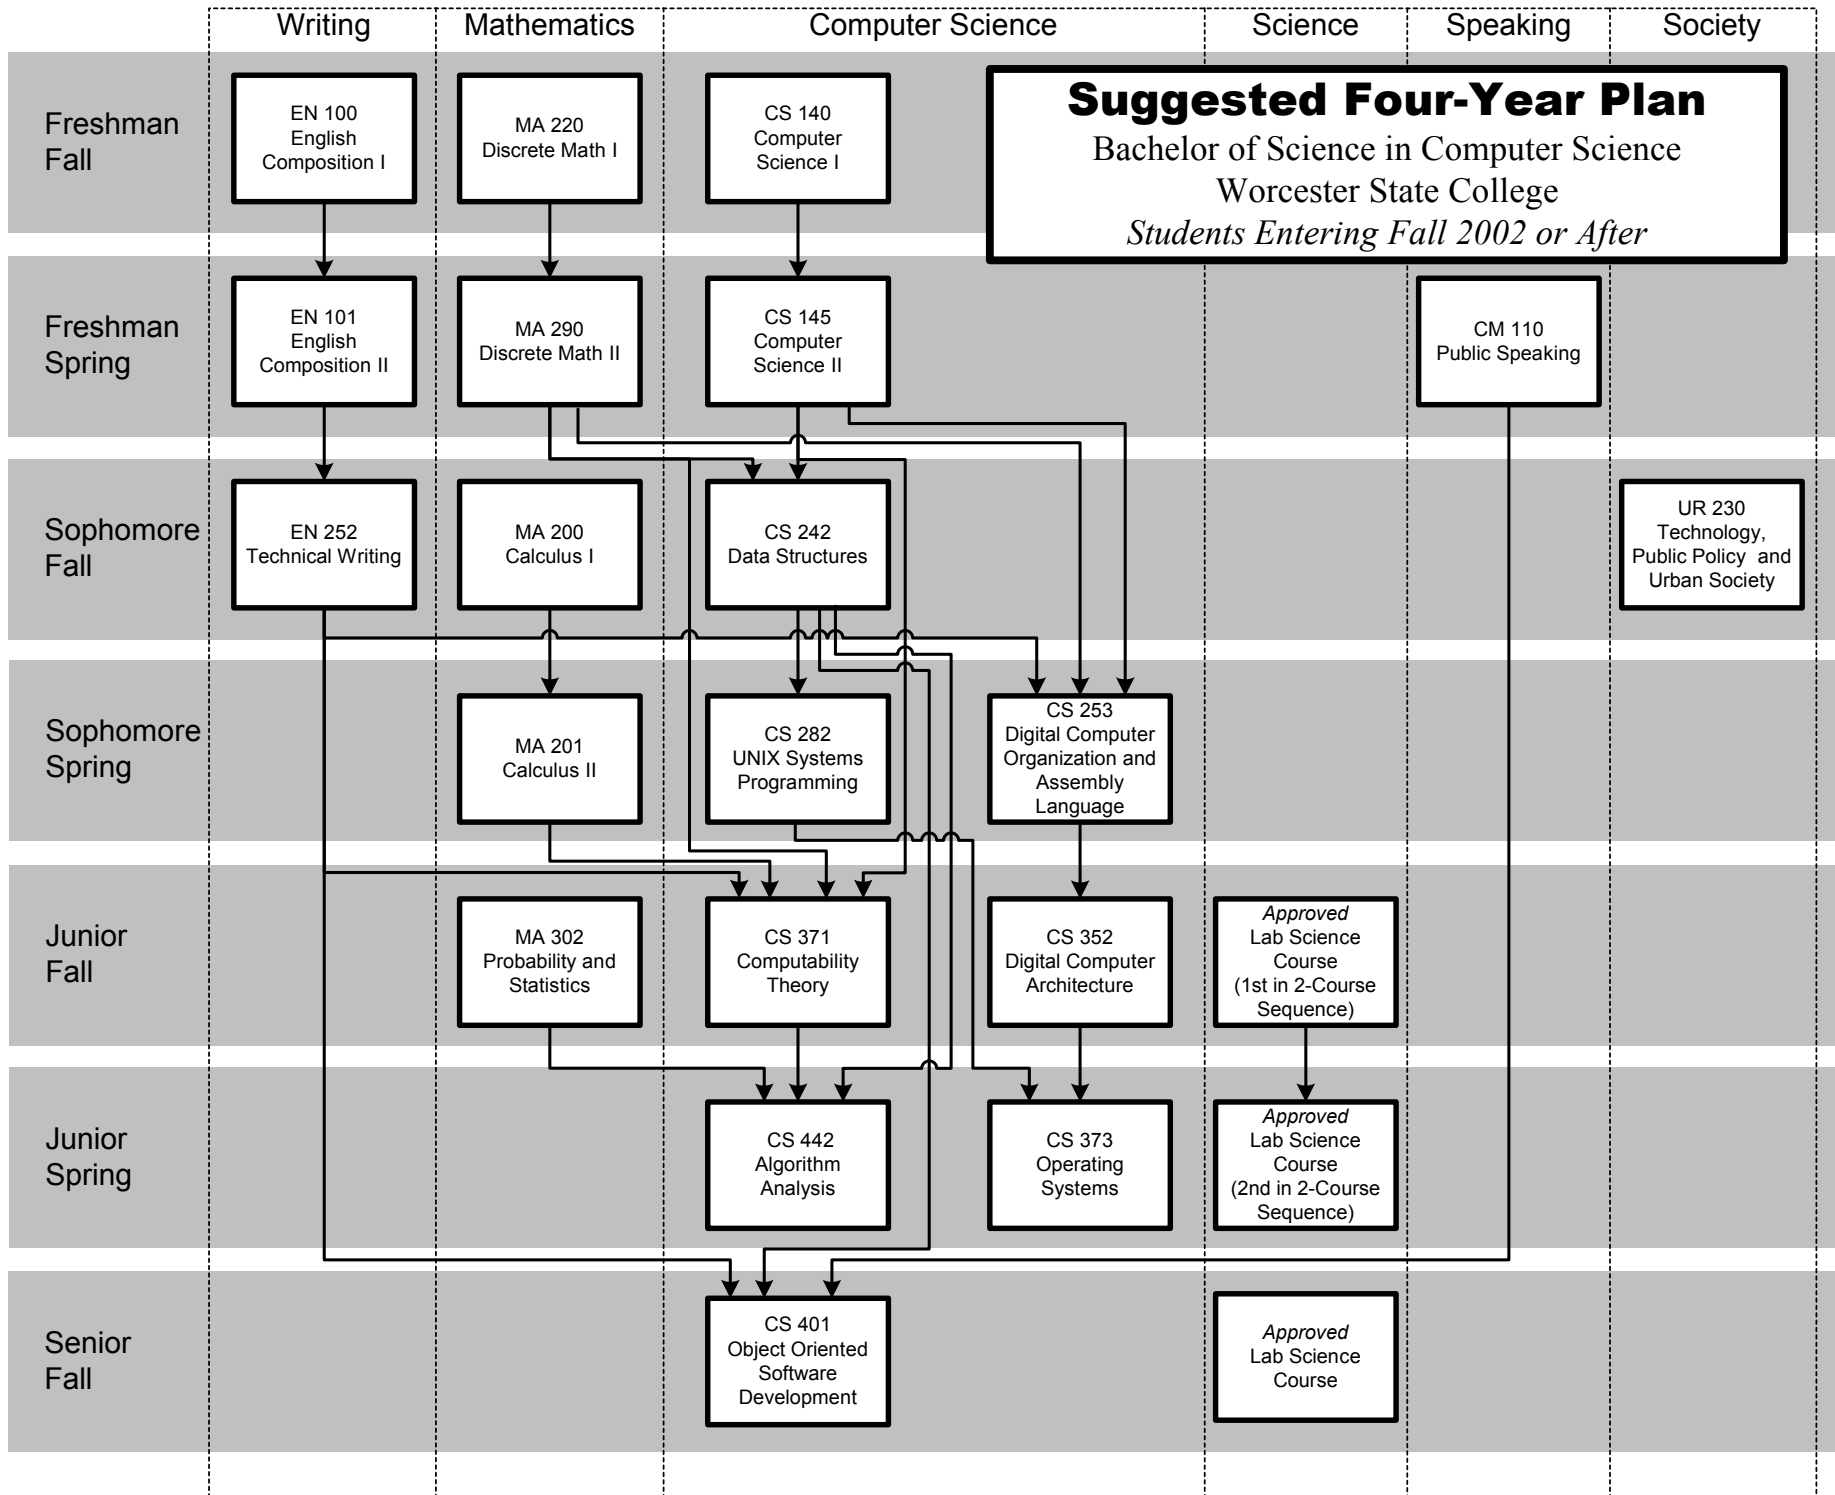 Writing
Mathematics
Computer Science
Science
Speaking
Society
Suggested Four-Year Plan
Bachelor of Science in Computer Science
Worcester State College
Students Entering Fall 2002 or After
Freshman
Fall
EN 100
English
Composition I
MA 220
Discrete Math I
CS 140
Computer
Science I
Freshman
Spring
EN 101
English
Composition II
MA 290
Discrete Math II
CS 145
Computer
Science II
CM 110
Public Speaking
Sophomore
Fall
EN 252
Technical Writing
MA 200
Calculus I
CS 242
Data Structures
UR 230
Technology,
Public Policy and
Urban Society
Sophomore
Spring
MA 201
Calculus II
CS 282
UNIX Systems
Programming
CS 253
Digital Computer
Organization and
Assembly
Language
Junior
Fall
MA 302
Probability and
Statistics
CS 371
Computability
Theory
CS 352
Digital Computer
Architecture
Approved
Lab Science
Course
(1st in 2-Course
Sequence)
Junior
Spring
CS 442
Algorithm
Analysis
CS 373
Operating
Systems
Approved
Lab Science
Course
(2nd in 2-Course
Sequence)
Senior
Fall
CS 401
Object Oriented
Software
Development
Approved
Lab Science
Course